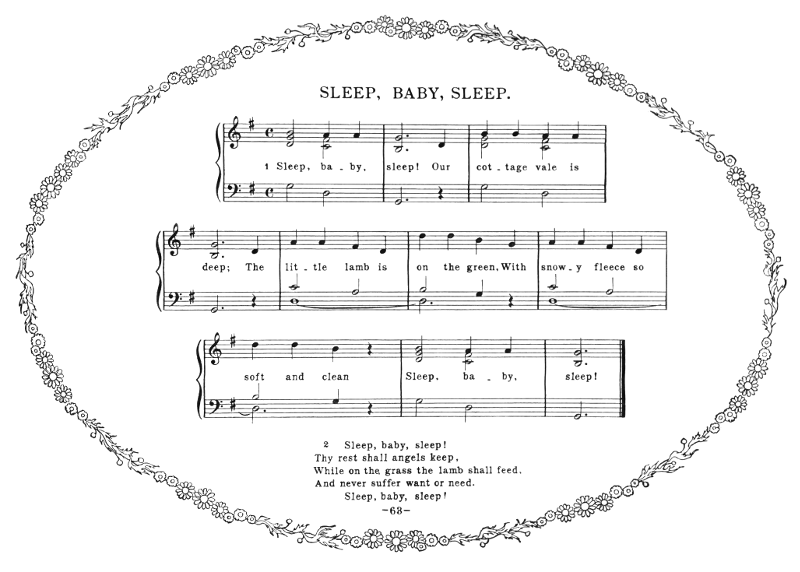 SLEEP, BABY, SLEEP.
1 Sleep, ba - by, sleep! Our cot - tage vale is
deep; The lit - tle lamb is on the green, With snow - y fleece so
soft and clean Sleep, ba - by, sleep!
2 Sleep, baby, sleep!
Thy rest shall angels keep,
While on the grass the lamb shall feed.
And never suffer want or need.
Sleep, baby, sleep!
~63~